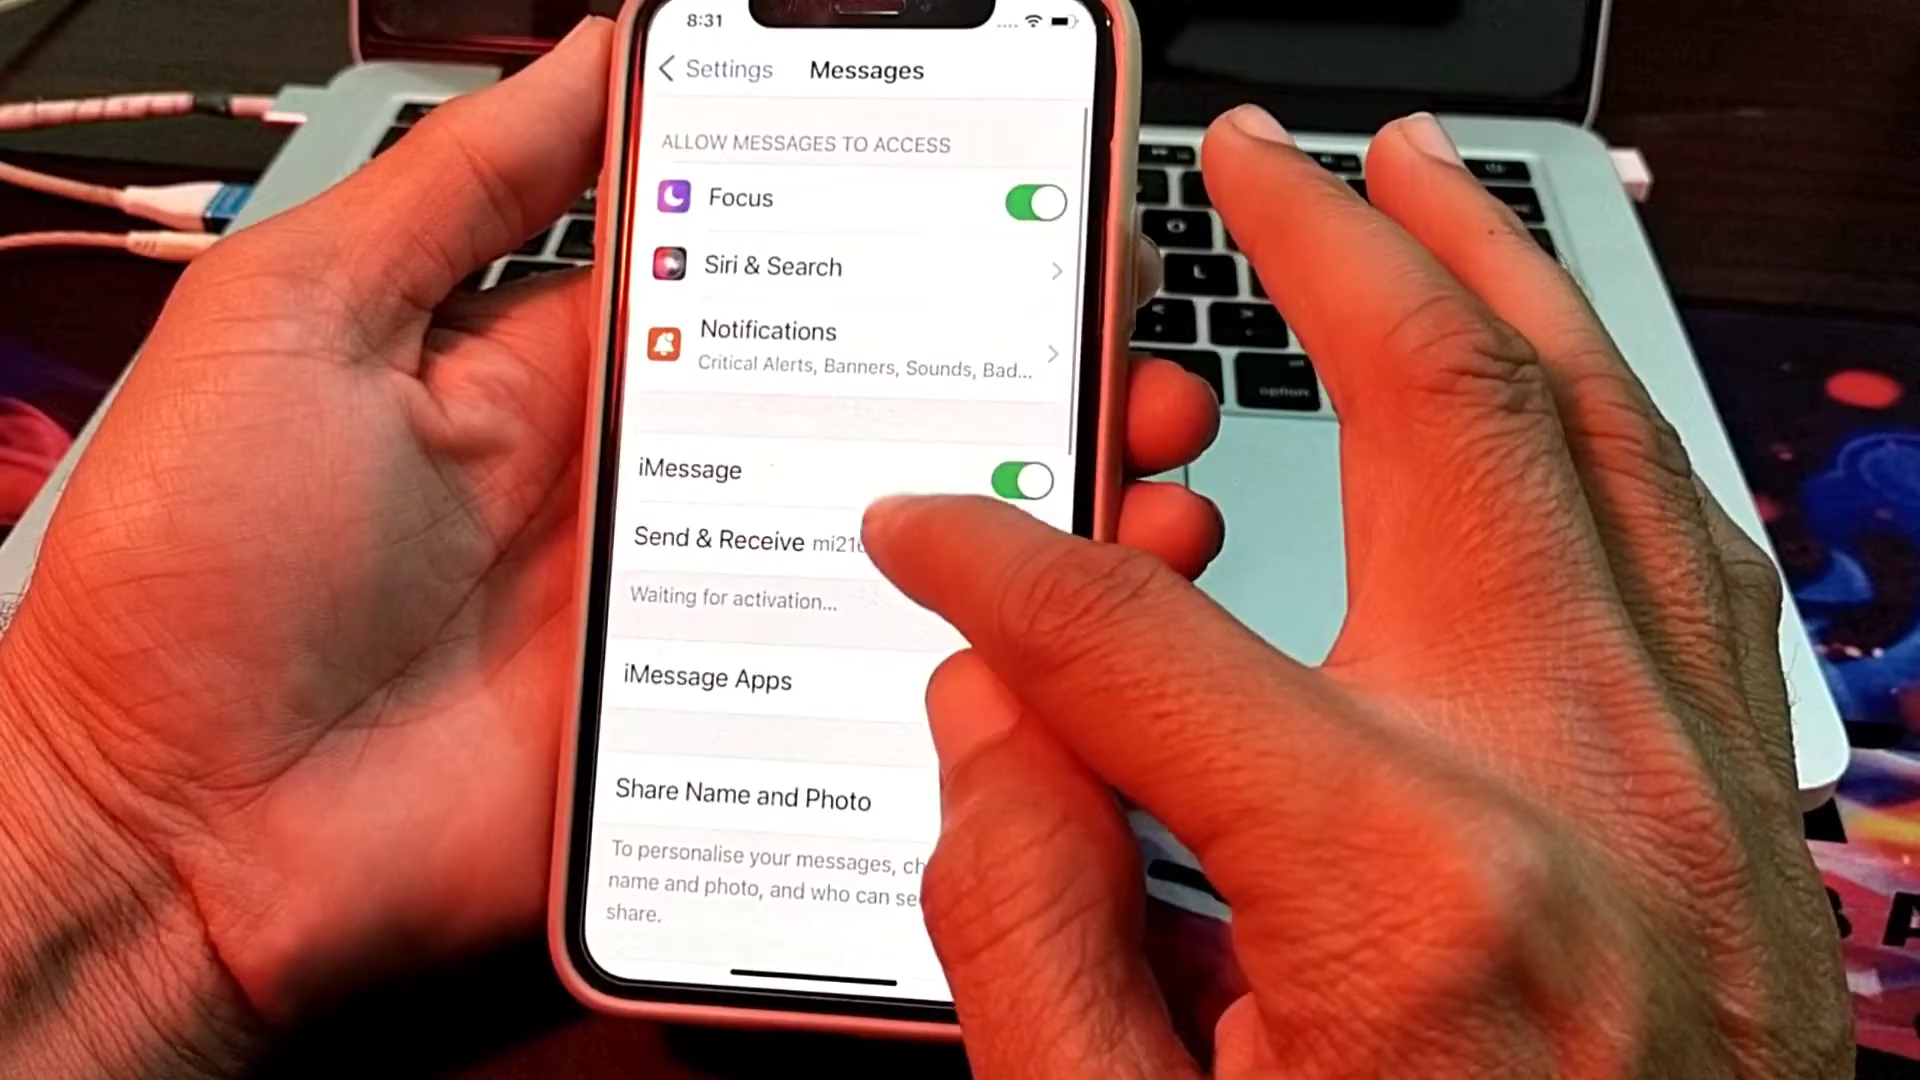 8:31
Settings Messages
ALLOW MESSAGES TO ACCESS
Focus
Siri & Search
Notifications
Critical Alerts, Banners, Sounds, Bad...
iMessage
Send & Receive
Waiting for activation...
iMessage Apps
Share Name and Photo
To personalise your messages,
name and photo, and who can
share.
L
option